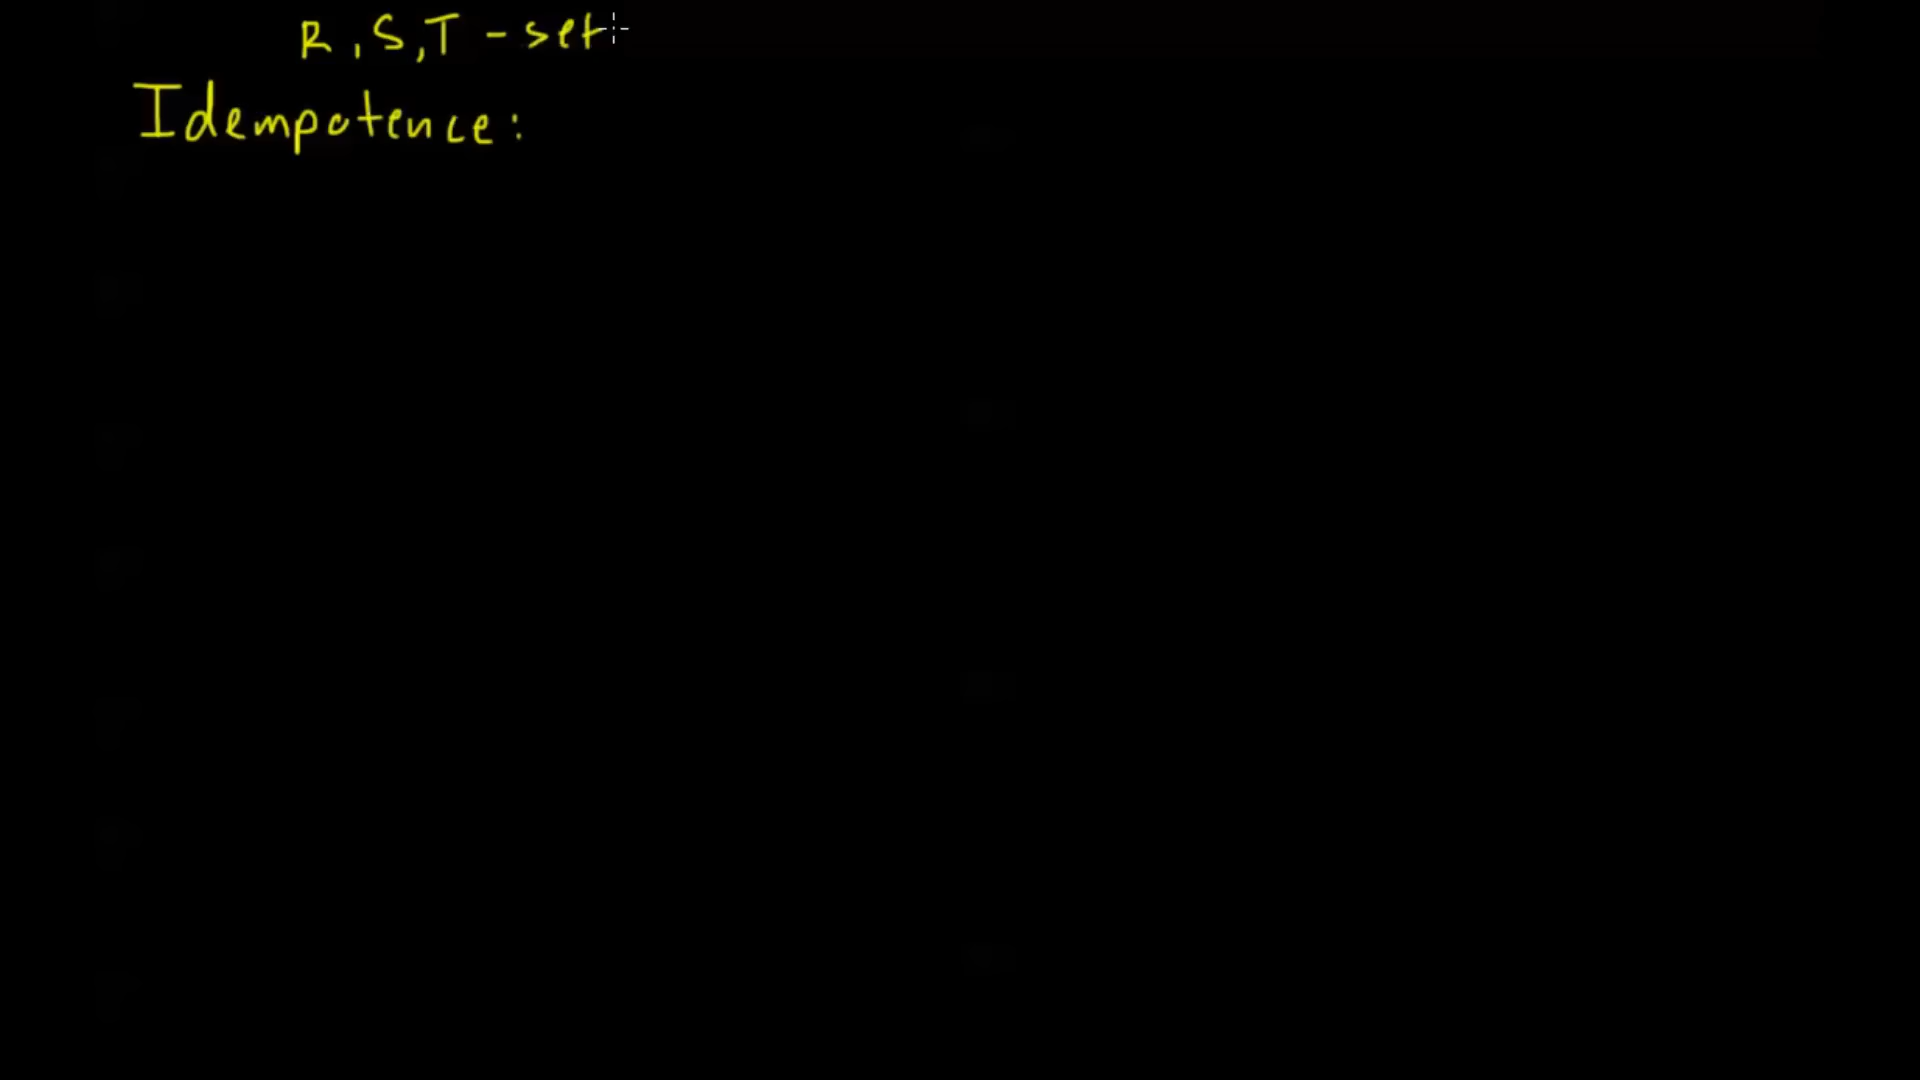 R, S, T - set
Idempotence: